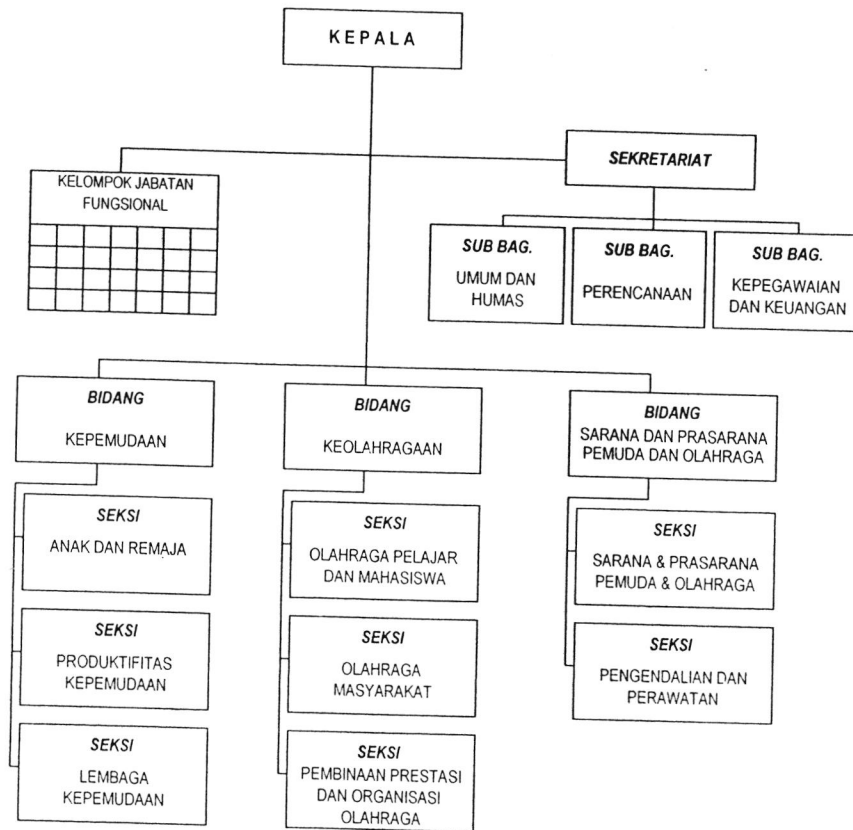 KEPALA
SEKRETARIAT
KELOMPOK JABATAN
FUNGSIONAL
SUB BAG.
UMUM DAN
HUMAS
SUB BAG.
PERENCANAAN
SUB BAG.
KEPEGAWAIAN
DAN KEUANGAN
BIDANG
KEPEMUDAAN
BIDANG
KEOLAHRAGAAN
BIDANG
SARANA DAN PRASARANA
PEMUDA DAN OLAHRAGA
SEKSI
ANAK DAN REMAJA
SEKSI
OLAHRAGA PELAJAR
DAN MAHASISWA
SEKSI
SARANA & PRASARANA
PEMUDA & OLAHRAGA
SEKSI
PRODUKTIFITAS
KEPEMUDAAN
SEKSI
OLAHRAGA
MASYARAKAT
SEKSI
PENGENDALIAN DAN
PERAWATAN
SEKSI
LEMBAGA
KEPEMUDAAN
SEKSI
PEMBINAAN PRESTASI
DAN ORGANISASI
OLAHRAGA